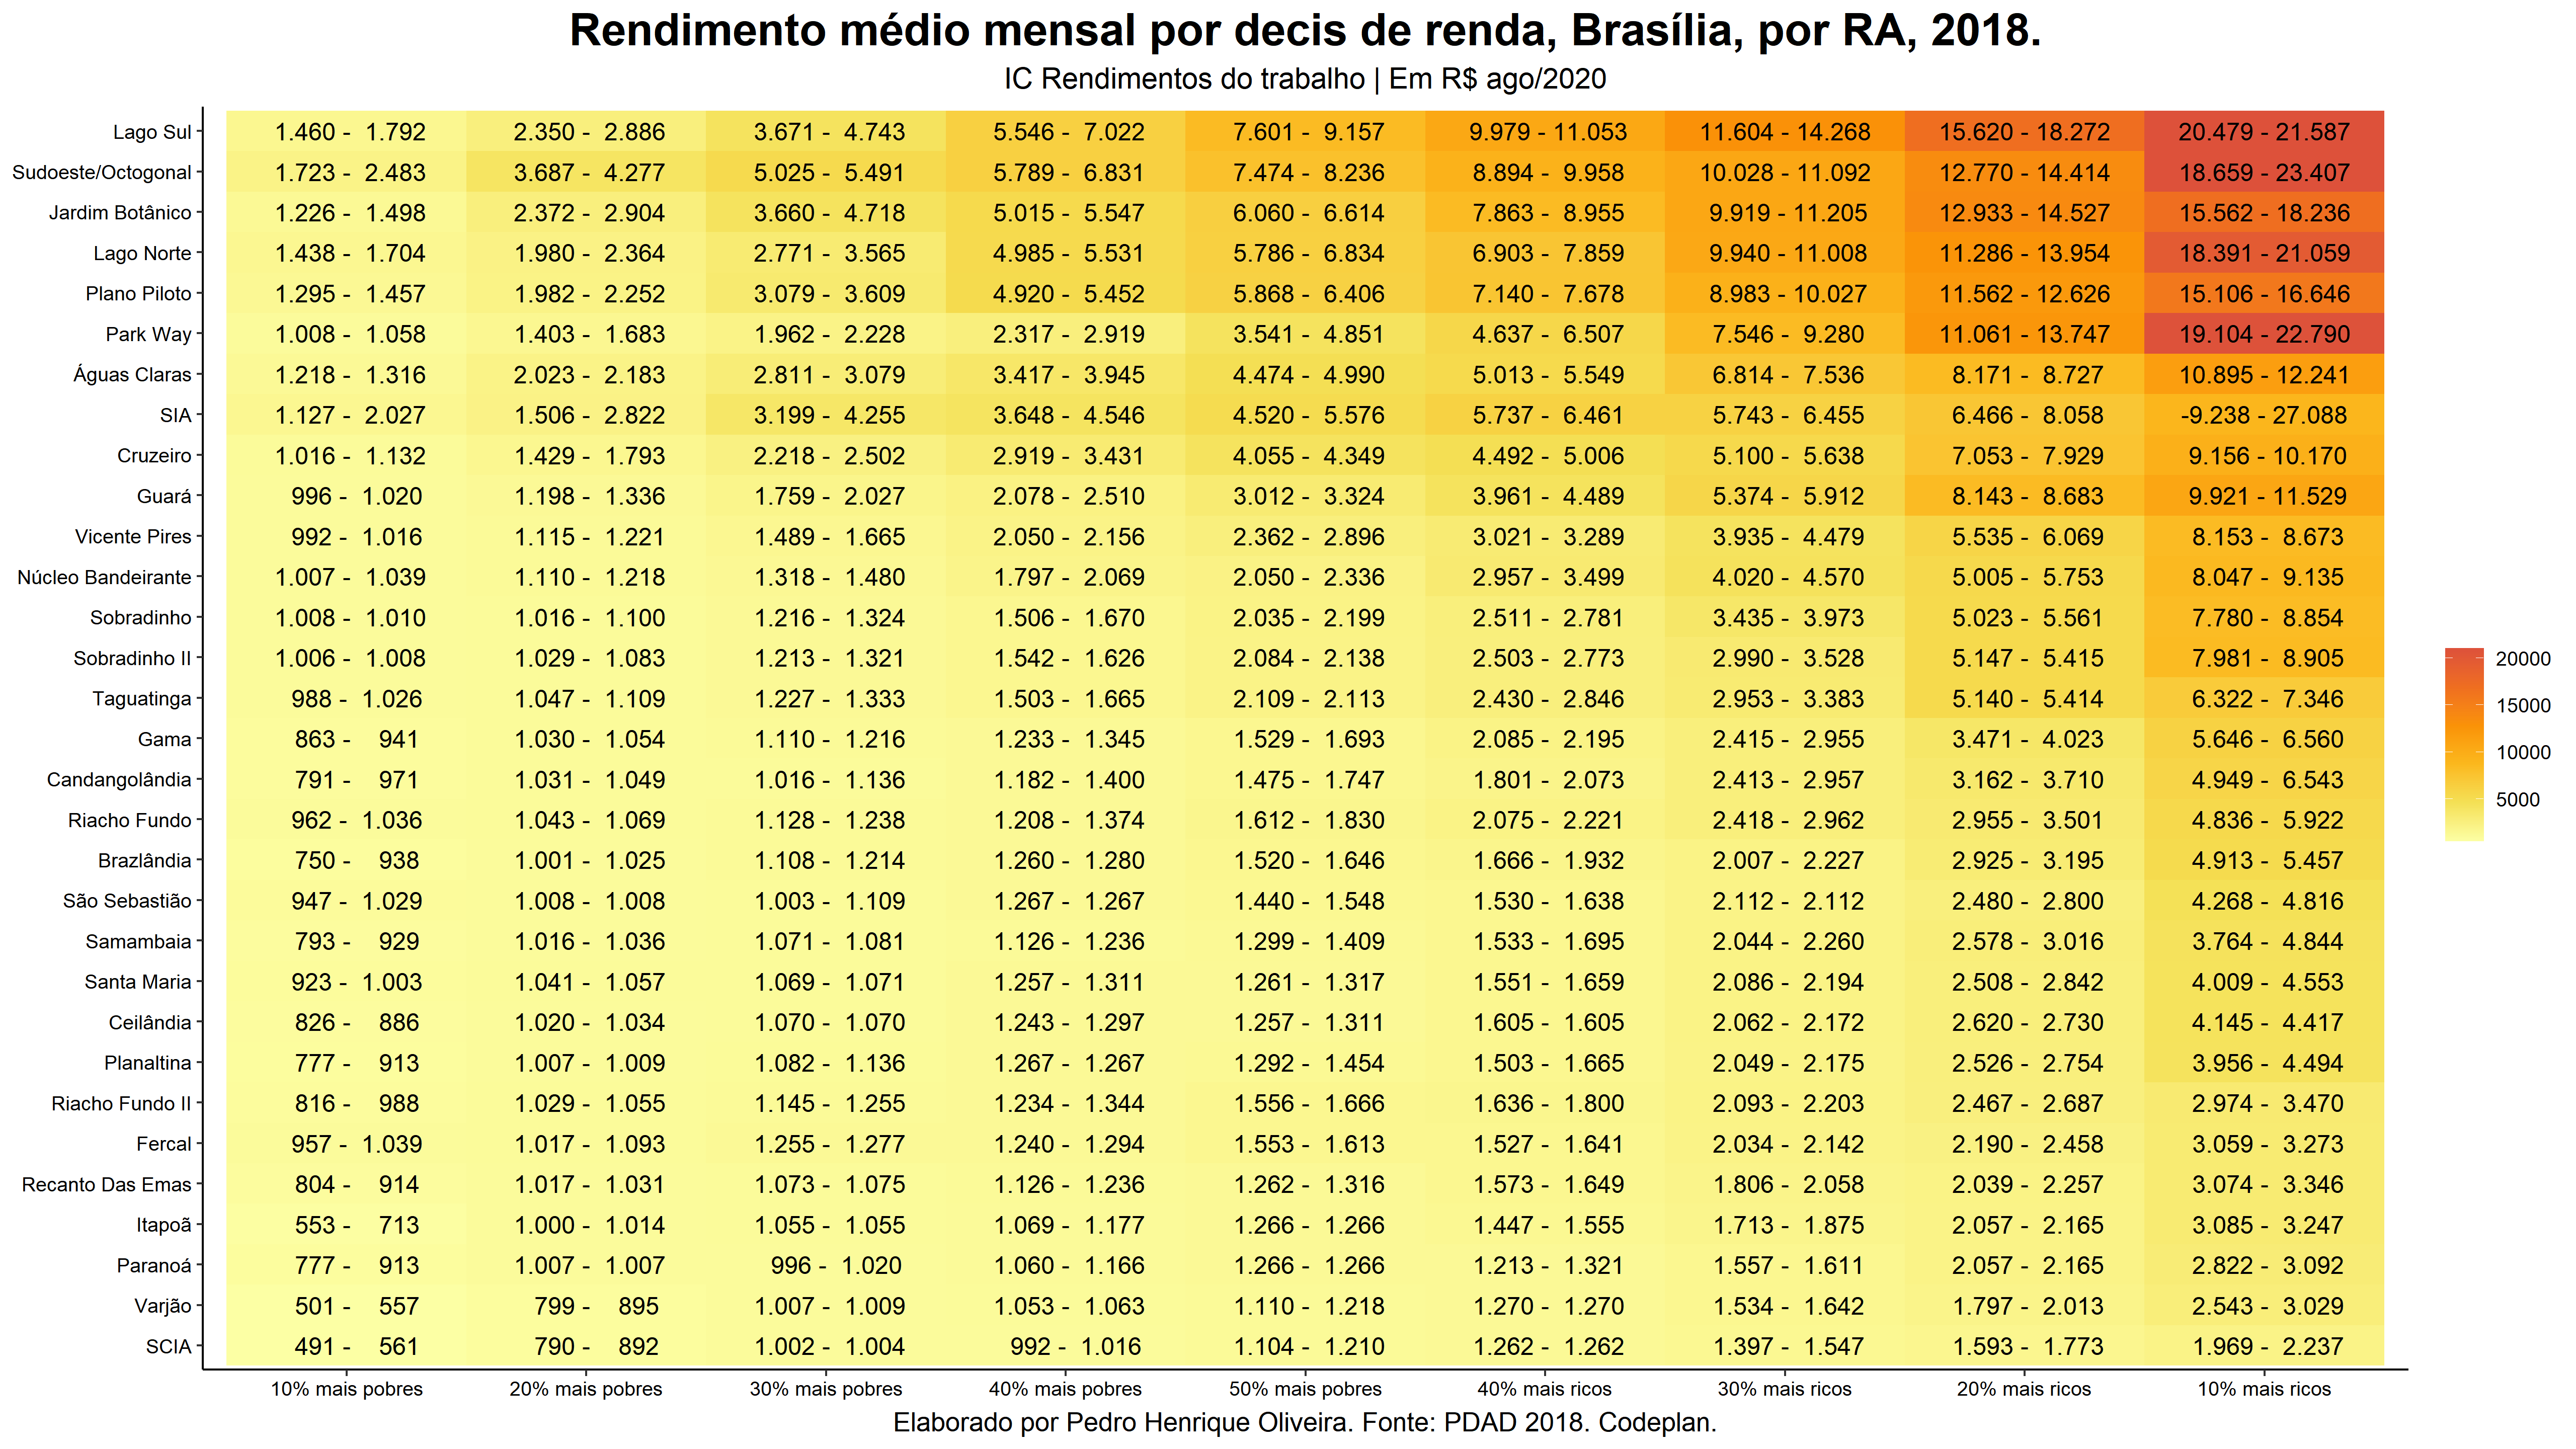 Rendimento médio mensal por decis de renda, Brasília, por RA, 2018.
IC Rendimentos do trabalho | Em R$ ago/2020
Lago Sul 1.460 - 1.792 2.350 - 2.886 3.671 - 4.743 5.546 - 7.022 7.601 - 9.157 9.979 - 11.053 11.604 - 14.268 15.620 - 18.272 20.479 - 21.587
Sudoeste/Octogonal 1.723 - 2.483 3.687 - 4.277 5.025 - 5.491 5.789 - 6.831 7.474 - 8.236 8.894 - 9.958 10.028 - 11.092 12.770 - 14.414 18.659 - 23.407
Jardim Botânico 1.226 - 1.498 2.372 - 2.904 3.660 - 4.718 5.015 - 5.547 6.060 - 6.614 7.863 - 8.955 9.919 - 11.205 12.933 - 14.527 15.562 - 18.236
Lago Norte 1.438 - 1.704 1.980 - 2.364 2.771 - 3.565 4.985 - 5.531 5.786 - 6.834 6.903 - 7.859 9.940 - 11.008 11.286 - 13.954 18.391 - 21.059
Plano Piloto 1.295 - 1.457 1.982 - 2.252 3.079 - 3.609 4.920 - 5.452 5.868 - 6.406 7.140 - 7.678 8.983 - 10.027 11.562 - 12.626 15.106 - 16.646
Park Way 1.008 - 1.058 1.403 - 1.683 1.962 - 2.228 2.317 - 2.919 3.541 - 4.851 4.637 - 6.507 7.546 - 9.280 11.061 - 13.747 19.104 - 22.790
Águas Claras 1.218 - 1.316 2.023 - 2.183 2.811 - 3.079 3.417 - 3.945 4.474 - 4.990 5.013 - 5.549 6.814 - 7.536 8.171 - 8.727 10.895 - 12.241
SIA 1.127 - 2.027 1.506 - 2.822 3.199 - 4.255 3.648 - 4.546 4.520 - 5.576 5.737 - 6.461 5.743 - 6.455 6.466 - 8.058 -9.238 - 27.088
Cruzeiro 1.016 - 1.132 1.429 - 1.793 2.218 - 2.502 2.919 - 3.431 4.055 - 4.349 4.492 - 5.006 5.100 - 5.638 7.053 - 7.929 9.156 - 10.170
Guará 996 - 1.020 1.198 - 1.336 1.759 - 2.027 2.078 - 2.510 3.012 - 3.324 3.961 - 4.489 5.374 - 5.912 8.143 - 8.683 9.921 - 11.529
Vicente Pires 992 - 1.016 1.115 - 1.221 1.489 - 1.665 2.050 - 2.156 2.362 - 2.896 3.021 - 3.289 3.935 - 4.479 5.535 - 6.069 8.153 - 8.673
Núcleo Bandeirante 1.007 - 1.039 1.110 - 1.218 1.318 - 1.480 1.797 - 2.069 2.050 - 2.336 2.957 - 3.499 4.020 - 4.570 5.005 - 5.753 8.047 - 9.135
Sobradinho 1.008 - 1.010 1.016 - 1.100 1.216 - 1.324 1.506 - 1.670 2.035 - 2.199 2.511 - 2.781 3.435 - 3.973 5.023 - 5.561 7.780 - 8.854
Sobradinho II 1.006 - 1.008 1.029 - 1.083 1.213 - 1.321 1.542 - 1.626 2.084 - 2.138 2.503 - 2.773 2.990 - 3.528 5.147 - 5.415 7.981 - 8.905
20000
Taguatinga 988 - 1.026 1.047 - 1.109 1.227 - 1.333 1.503 - 1.665 2.109 - 2.113 2.430 - 2.846 2.953 - 3.383 5.140 - 5.414 6.322 - 7.346
15000
Gama 863 - 941 1.030 - 1.054 1.110 - 1.216 1.233 - 1.345 1.529 - 1.693 2.085 - 2.195 2.415 - 2.955 3.471 - 4.023 5.646 - 6.560
10000
Candangolândia 791 - 971 1.031 - 1.049 1.016 - 1.136 1.182 - 1.400 1.475 - 1.747 1.801 - 2.073 2.413 - 2.957 3.162 - 3.710 4.949 - 6.543
5000
Riacho Fundo 962 - 1.036 1.043 - 1.069 1.128 - 1.238 1.208 - 1.374 1.612 - 1.830 2.075 - 2.221 2.418 - 2.962 2.955 - 3.501 4.836 - 5.922
Brazlândia 750 - 938 1.001 - 1.025 1.108 - 1.214 1.260 - 1.280 1.520 - 1.646 1.666 - 1.932 2.007 - 2.227 2.925 - 3.195 4.913 - 5.457
São Sebastião 947 - 1.029 1.008 - 1.008 1.003 - 1.109 1.267 - 1.267 1.440 - 1.548 1.530 - 1.638 2.112 - 2.112 2.480 - 2.800 4.268 - 4.816
Samambaia 793 - 929 1.016 - 1.036 1.071 - 1.081 1.126 - 1.236 1.299 - 1.409 1.533 - 1.695 2.044 - 2.260 2.578 - 3.016 3.764 - 4.844
Santa Maria 923 - 1.003 1.041 - 1.057 1.069 - 1.071 1.257 - 1.311 1.261 - 1.317 1.551 - 1.659 2.086 - 2.194 2.508 - 2.842 4.009 - 4.553
Ceilândia 826 - 886 1.020 - 1.034 1.070 - 1.070 1.243 - 1.297 1.257 - 1.311 1.605 - 1.605 2.062 - 2.172 2.620 - 2.730 4.145 - 4.417
Planaltina 777 - 913 1.007 - 1.009 1.082 - 1.136 1.267 - 1.267 1.292 - 1.454 1.503 - 1.665 2.049 - 2.175 2.526 - 2.754 3.956 - 4.494
Riacho Fundo II 816 - 988 1.029 - 1.055 1.145 - 1.255 1.234 - 1.344 1.556 - 1.666 1.636 - 1.800 2.093 - 2.203 2.467 - 2.687 2.974 - 3.470
Fercal 957 - 1.039 1.017 - 1.093 1.255 - 1.277 1.240 - 1.294 1.553 - 1.613 1.527 - 1.641 2.034 - 2.142 2.190 - 2.458 3.059 - 3.273
Recanto Das Emas 804 - 914 1.017 - 1.031 1.073 - 1.075 1.126 - 1.236 1.262 - 1.316 1.573 - 1.649 1.806 - 2.058 2.039 - 2.257 3.074 - 3.346
Itapoã 553 - 713 1.000 - 1.014 1.055 - 1.055 1.069 - 1.177 1.266 - 1.266 1.447 - 1.555 1.713 - 1.875 2.057 - 2.165 3.085 - 3.247
Paranoá 777 - 913 1.007 - 1.007 996 - 1.020 1.060 - 1.166 1.266 - 1.266 1.213 - 1.321 1.557 - 1.611 2.057 - 2.165 2.822 - 3.092
Varjão 501 - 557 799 - 895 1.007 - 1.009 1.053 - 1.063 1.110 - 1.218 1.270 - 1.270 1.534 - 1.642 1.797 - 2.013 2.543 - 3.029
SCIA 491 - 561 790 - 892 1.002 - 1.004 992 - 1.016 1.104 - 1.210 1.262 - 1.262 1.397 - 1.547 1.593 - 1.773 1.969 - 2.237
10% mais pobres 20% mais pobres 30% mais pobres 40% mais pobres 50% mais pobres 40% mais ricos 30% mais ricos 20% mais ricos 10% mais ricos
Elaborado por Pedro Henrique Oliveira. Fonte: PDAD 2018. Codeplan.